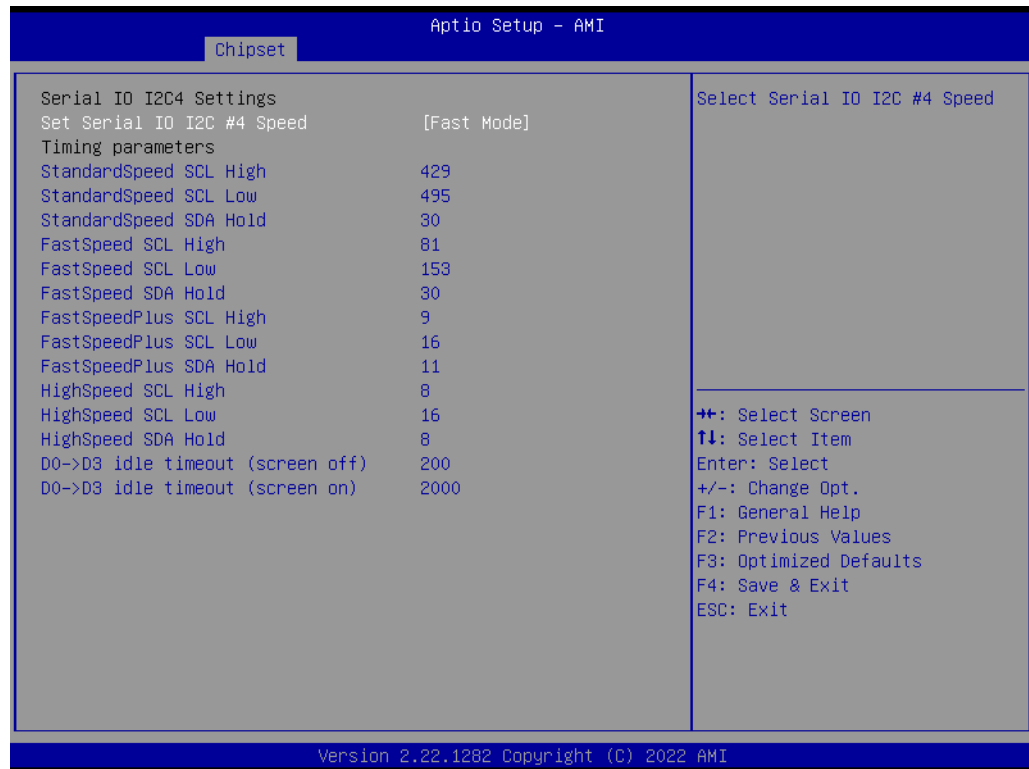 Aptio Setup – AMI
Chipset
Serial IO I2C4 Settings
Set Serial IO I2C #4 Speed [Fast Mode]
Timing parameters
StandardSpeed SCL High 429
StandardSpeed SCL Low 495
StandardSpeed SDA Hold 30
FastSpeed SCL High 81
FastSpeed SCL Low 153
FastSpeed SDA Hold 30
FastSpeedPlus SCL High 9
FastSpeedPlus SCL Low 16
FastSpeedPlus SDA Hold 11
HighSpeed SCL High 8
HighSpeed SCL Low 16
HighSpeed SDA Hold 8
D0->D3 idle timeout (screen off) 200
D0->D3 idle timeout (screen on) 2000
Select Serial IO I2C #4 Speed
→←: Select Screen
↑↓: Select Item
Enter: Select
+/-: Change Opt.
F1: General Help
F2: Previous Values
F3: Optimized Defaults
F4: Save & Exit
ESC: Exit
Version 2.22.1282 Copyright (C) 2022 AMI